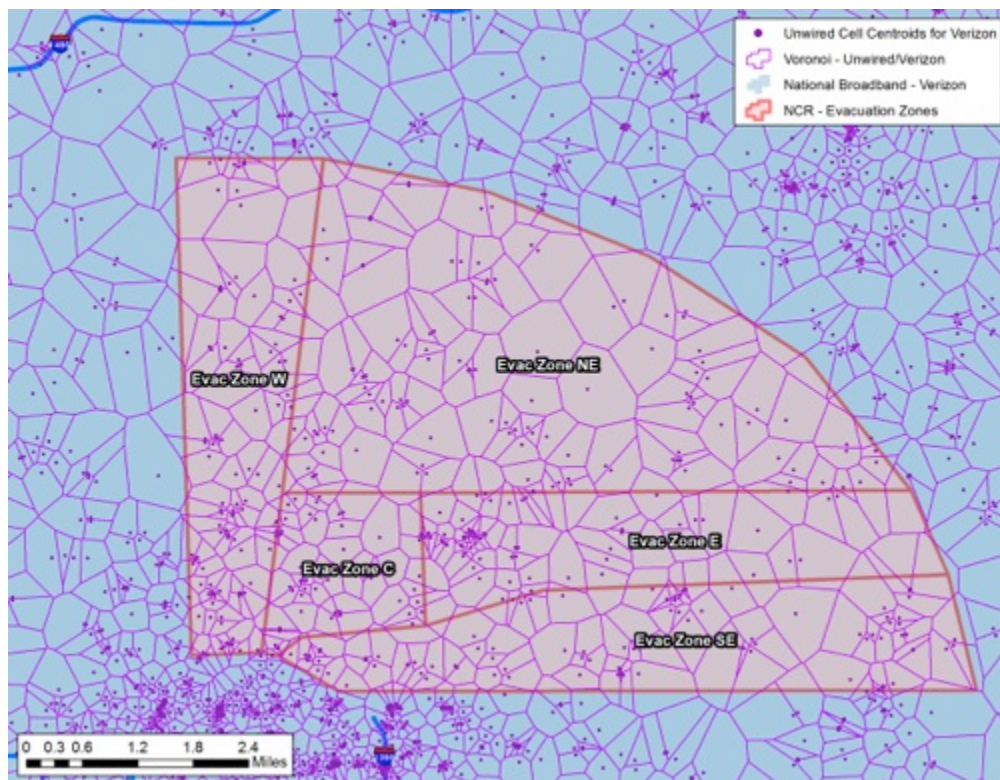 Unwired Cell Centroids for Verizon
Voronoi - Unwired/Verizon
National Broadband - Verizon
NCR - Evacuation Zones
Evac Zone NE
Evac Zone W
Evac Zone E
Evac Zone C
Evac Zone SE
0 0.3 0.6 1.2 1.8 2.4
Miles